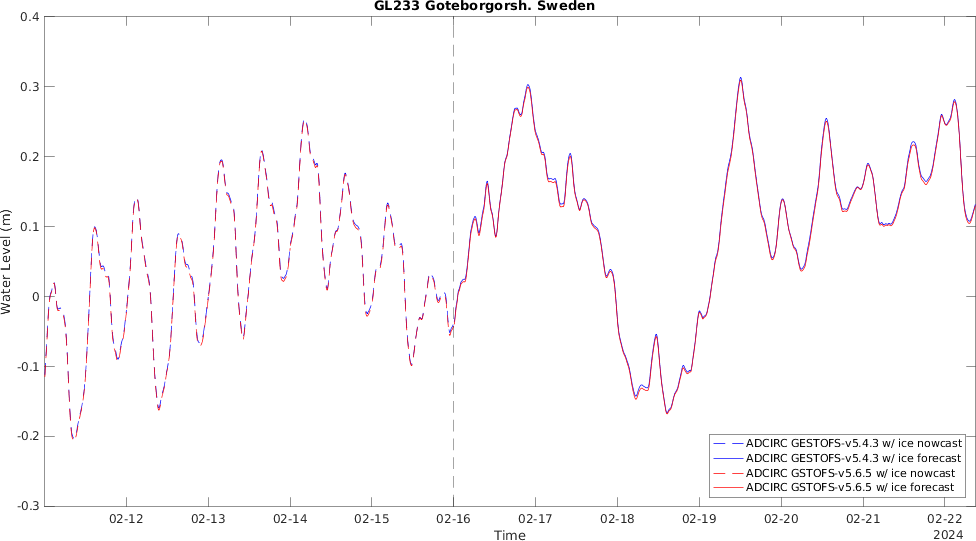 GL233 Goteborgorsh. Sweden
0.4
0.3
0.2
0.1
0
-0.1
-0.2
-0.3
Water Level (m)
ADCIRC GESTOFS-v5.4.3 w/ ice nowcast
ADCIRC GESTOFS-v5.4.3 w/ ice forecast
ADCIRC GSTOFS-v5.6.5 w/ ice nowcast
ADCIRC GSTOFS-v5.6.5 w/ ice forecast
02-12 02-13 02-14 02-15 02-16 02-17 02-18 02-19 02-20 02-21 02-22
Time
2024